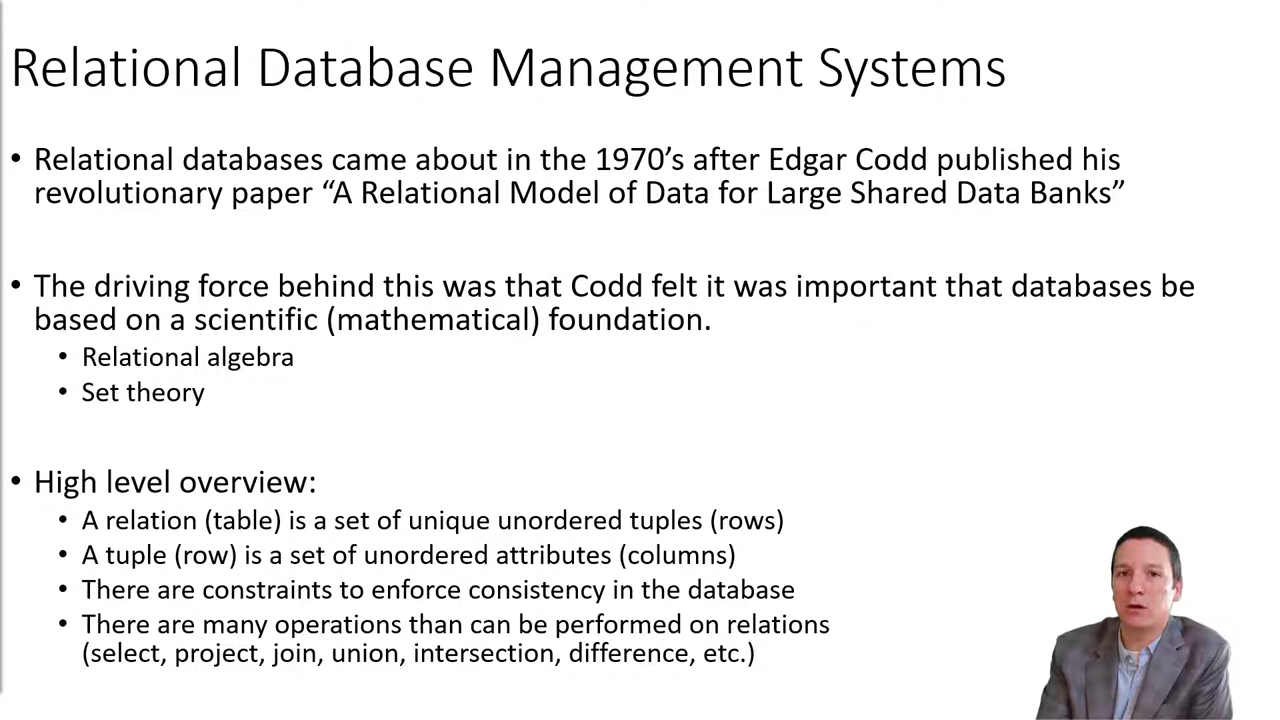 Relational Database Management Systems
• Relational databases came about in the 1970’s after Edgar Codd published his
revolutionary paper “A Relational Model of Data for Large Shared Data Banks”
• The driving force behind this was that Codd felt it was important that databases be
based on a scientific (mathematical) foundation.
• Relational algebra
• Set theory
• High level overview:
• A relation (table) is a set of unique unordered tuples (rows)
• A tuple (row) is a set of unordered attributes (columns)
• There are constraints to enforce consistency in the database
• There are many operations than can be performed on relations
(select, project, join, union, intersection, difference, etc.)